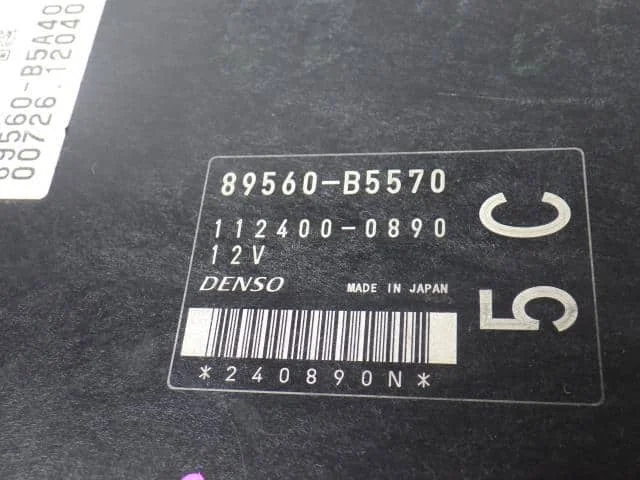 89560-B5A40
00726.12040
89560-B5570
112400-0890
12V
DENSO MADE IN JAPAN
*240890N*
5C